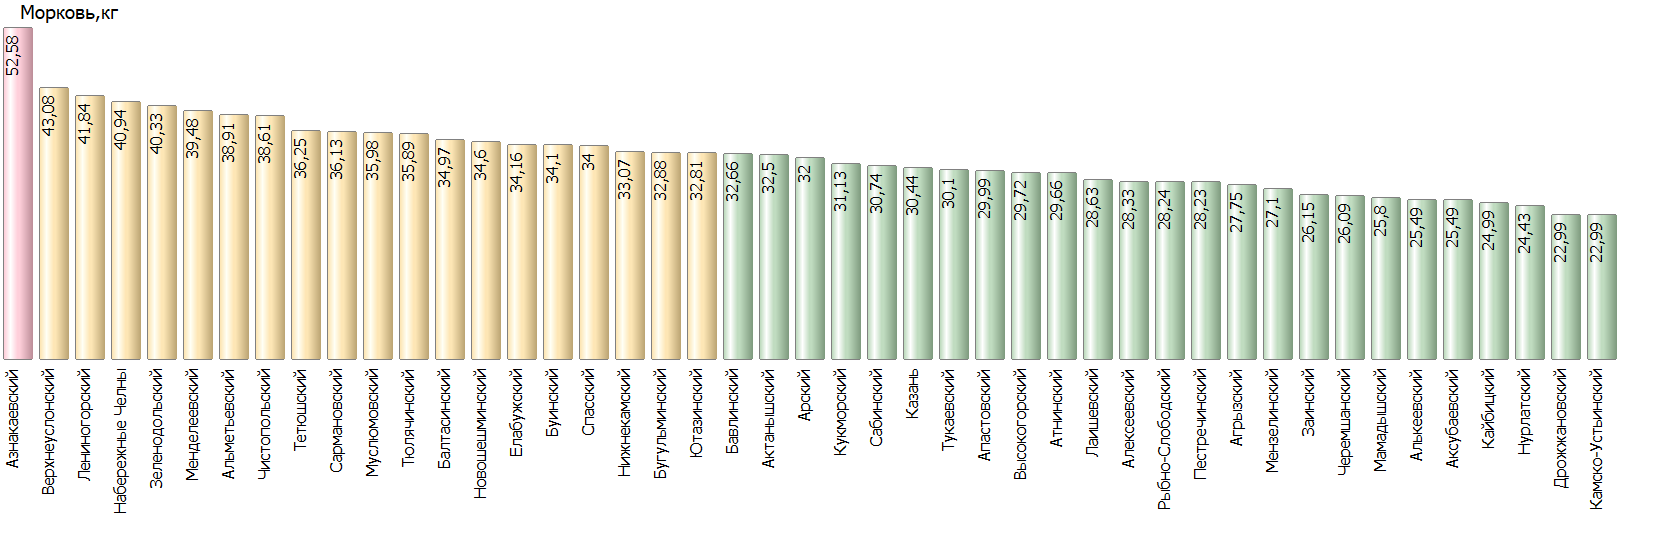 Морковь,кг
52,58
43,08
41,84
40,94
40,33
39,48
38,91
38,61
36,25
36,13
35,98
35,89
34,97
34,6
34,16
34,1
34
33,07
32,88
32,81
32,66
32,5
32
31,13
30,74
30,44
30,1
29,99
29,72
29,66
28,63
28,33
28,24
28,23
27,75
27,1
26,15
26,09
25,8
25,49
25,49
24,99
24,43
22,99
22,99
Азнакаевский
Верхнеуслонский
Лениногорский
Набережные Челны
Зеленодольский
Менделеевский
Альметьевский
Чистопольский
Тетюшский
Сармановский
Муслюмовский
Тюлячинский
Балтасинский
Новошешминский
Елабужский
Буинский
Спасский
Нижнекамский
Бугульминский
Ютазинский
Бавлинский
Актанышский
Арский
Кукморский
Сабинский
Казань
Тукаевский
Апастовский
Высокогорский
Атнинский
Лаишевский
Алексеевский
Рыбно-Слободский
Пестречинский
Агрызский
Мензелинский
Заинский
Черемшанский
Мамадышский
Алькеевский
Аксубаевский
Кайбицкий
Нурлатский
Дрожжановский
Камско-Устьинский